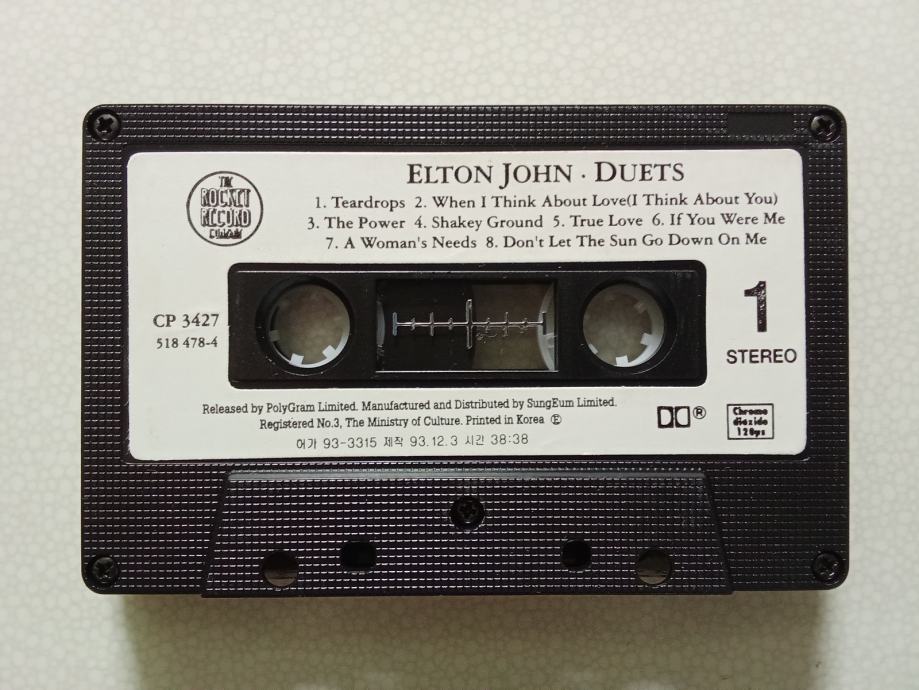 THE
ROCKET
RECORD
COMPANY
ELTON JOHN · DUETS
1. Teardrops 2. When I Think About Love(I Think About You)
3. The Power 4. Shakey Ground 5. True Love 6. If You Were Me
7. A Woman's Needs 8. Don't Let The Sun Go Down On Me
CP 3427
518 478-4
1
STEREO
Released by PolyGram Limited. Manufactured and Distributed by SungEum Limited.
Registered No.3, The Ministry of Culture. Printed in Korea Ⓔ
허가 93-3315 제작 93.12.3 시간 38:38
®
Chrome
dioxide
120µs